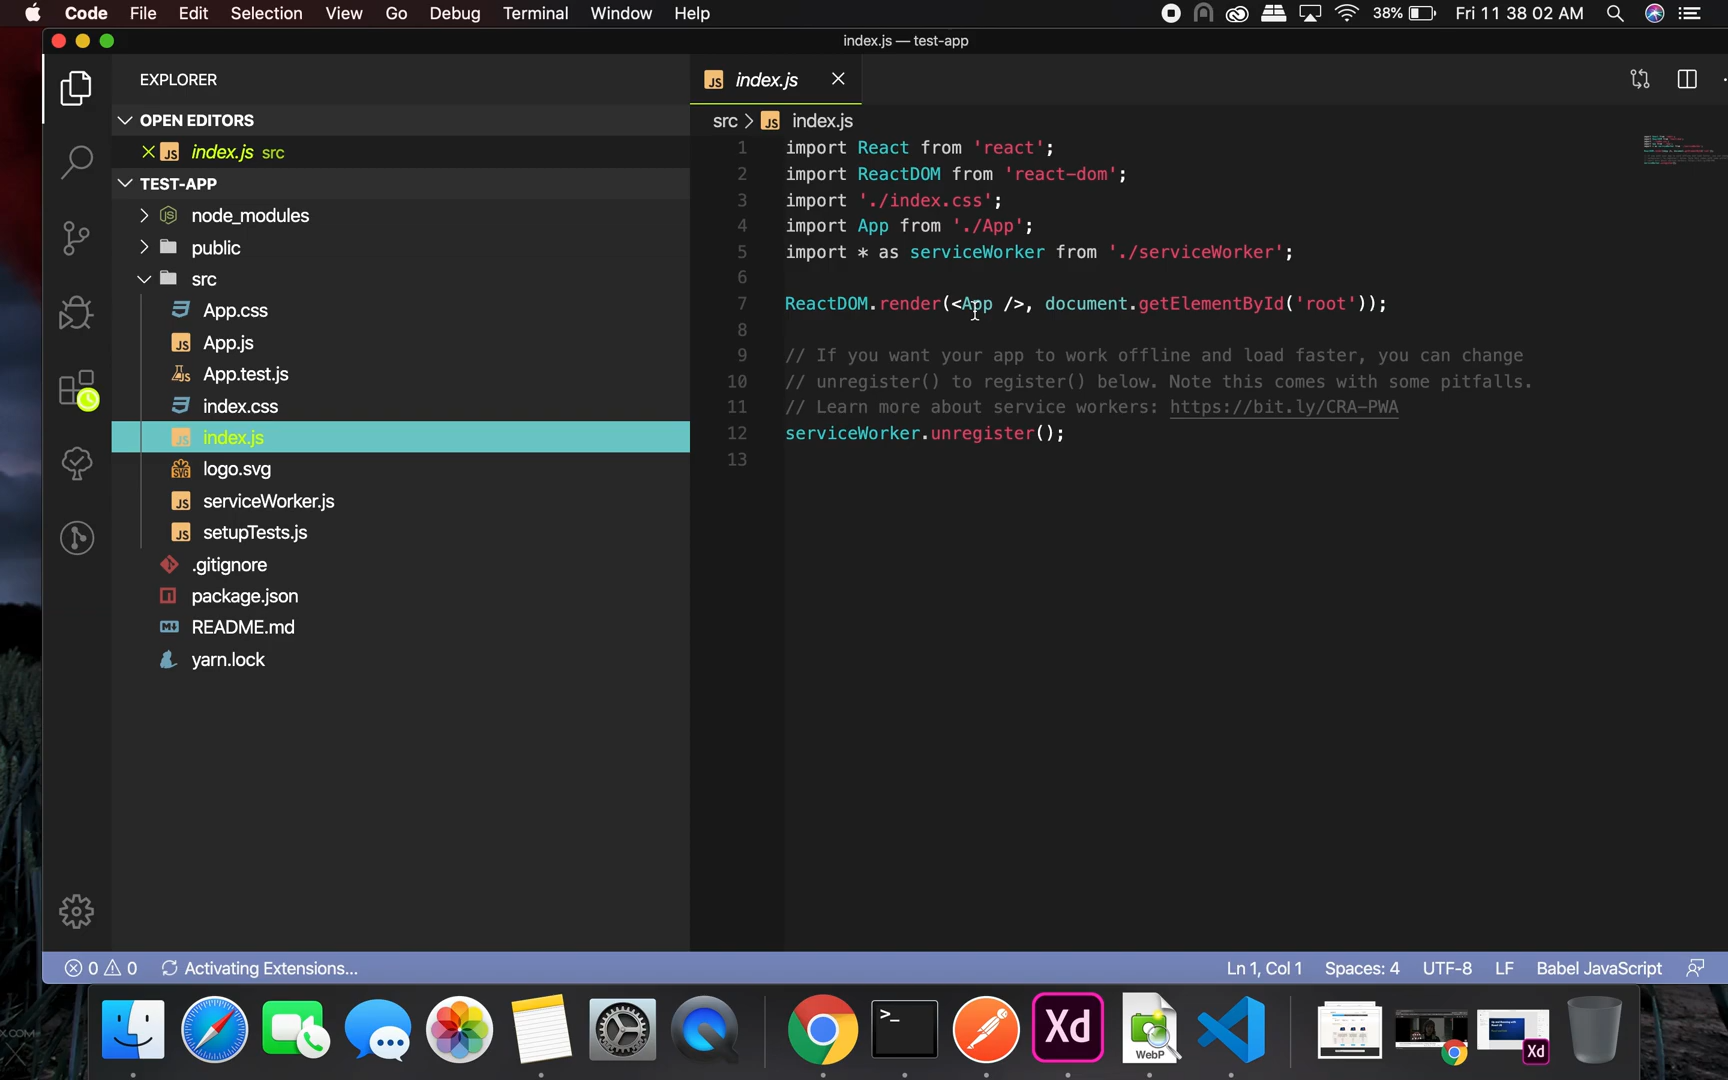 Code File Edit Selection View Go Debug Terminal Window Help 38% Fri 11 38 02 AM
index.js — test-app
EXPLORER
OPEN EDITORS
index.js src
TEST-APP
node_modules
public
src
App.css
App.js
App.test.js
index.css
index.js
logo.svg
serviceWorker.js
setupTests.js
.gitignore
package.json
README.md
yarn.lock
index.js
src > index.js
1 import React from 'react';
2 import ReactDOM from 'react-dom';
3 import './index.css';
4 import App from './App';
5 import * as serviceWorker from './serviceWorker';
6
7 ReactDOM.render(<App />, document.getElementById('root'));
8
9 // If you want your app to work offline and load faster, you can change
10 // unregister() to register() below. Note this comes with some pitfalls.
11 // Learn more about service workers: https://bit.ly/CRA-PWA
12 serviceWorker.unregister();
13
0 0 Activating Extensions... Ln 1, Col 1 Spaces: 4 UTF-8 LF Babel JavaScript
>_
Xd
WebP
Xd